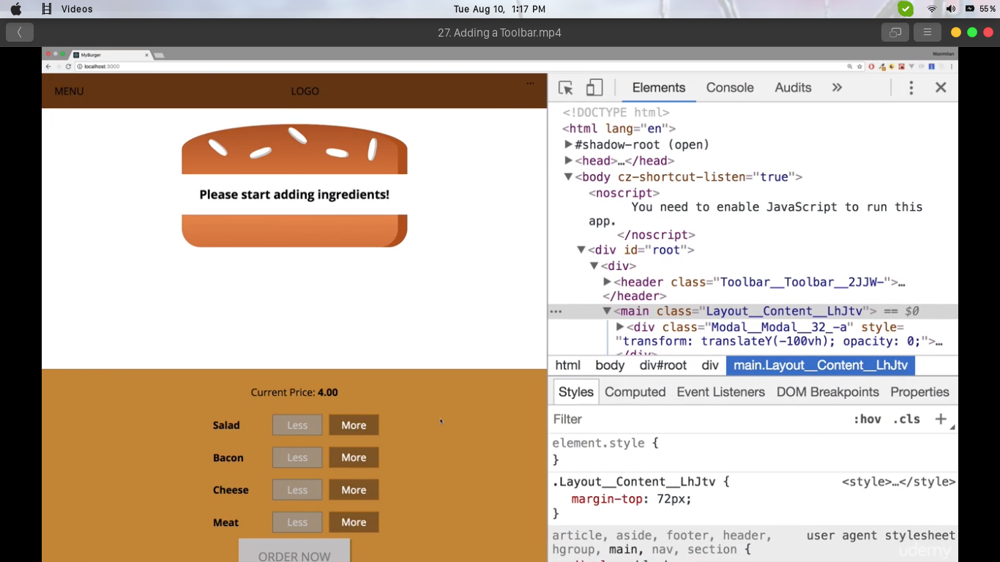 Videos
Tue Aug 10, 1:17 PM
55%
27. Adding a Toolbar.mp4
MyBurger
Maximilian
localhost:3000
MENU
LOGO
...
Please start adding ingredients!
Current Price: 4.00
Salad Less More
Bacon Less More
Cheese Less More
Meat Less More
ORDER NOW
Elements Console Audits »
<!DOCTYPE html>
<html lang="en">
▶#shadow-root (open)
▶<head>…</head>
▼<body cz-shortcut-listen="true">
<noscript>
You need to enable JavaScript to run this
app.
</noscript>
▼<div id="root">
▼<div>
▶<header class="Toolbar__Toolbar__2JJW-">…
</header>
▼<main class="Layout__Content__LhJtv"> == $0
▶<div class="Modal__Modal__32_-a" style=
"transform: translateY(-100vh); opacity: 0;">…
</div>
html body div#root div main.Layout__Content__LhJtv
Styles Computed Event Listeners DOM Breakpoints Properties
Filter :hov .cls +
element.style {
}
.Layout__Content__LhJtv { <style>…</style>
margin-top: 72px;
}
article, aside, footer, header, user agent stylesheet
hgroup, main, nav, section {
udemy